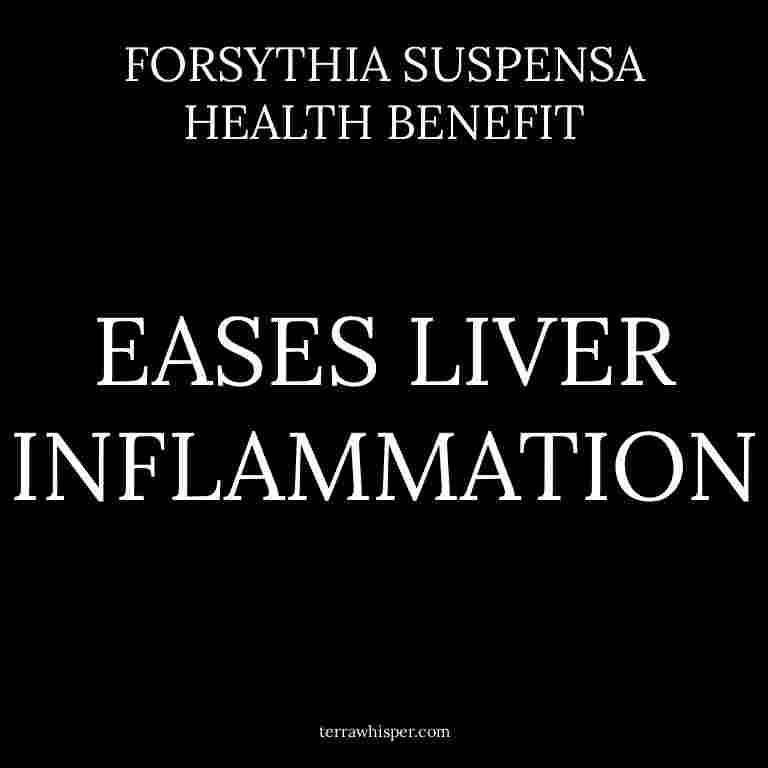 FORSYTHIA SUSPENSA
HEALTH BENEFIT
EASES LIVER
INFLAMMATION
terrawhisper.com